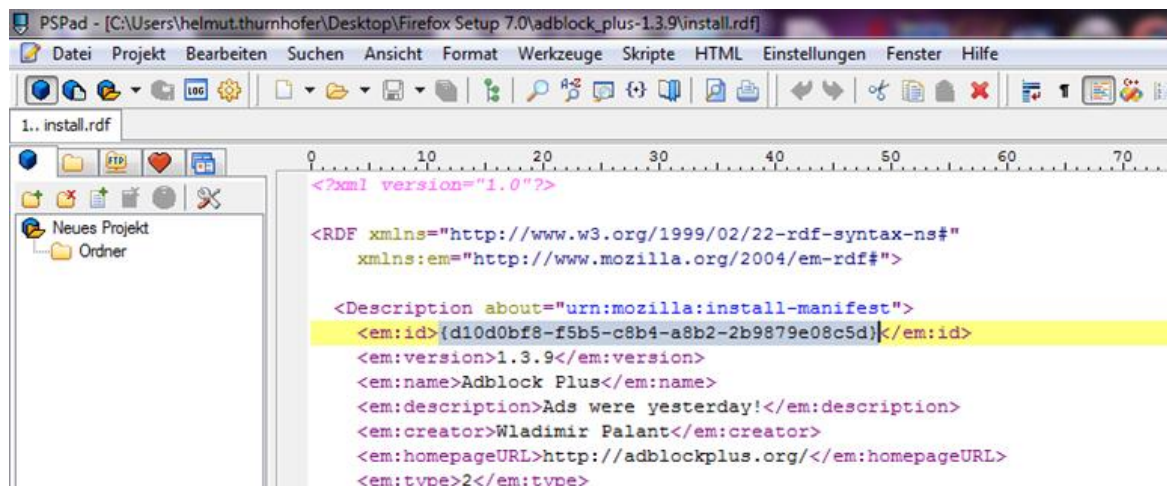 PSPad - [C:\Users\helmut.thurnhofer\Desktop\Firefox Setup 7.0\adblock_plus-1.3.9\install.rdf]
Datei Projekt Bearbeiten Suchen Ansicht Format Werkzeuge Skripte HTML Einstellungen Fenster Hilfe
LOG
1.. install.rdf
FTP
0 10 20 30 40 50 60 70
<?xml version="1.0"?>
Neues Projekt
Ordner
<RDF xmlns="http://www.w3.org/1999/02/22-rdf-syntax-ns#"
xmlns:em="http://www.mozilla.org/2004/em-rdf#">
<Description about="urn:mozilla:install-manifest">
<em:id>{d10d0bf8-f5b5-c8b4-a8b2-2b9879e08c5d}</em:id>
<em:version>1.3.9</em:version>
<em:name>Adblock Plus</em:name>
<em:description>Ads were yesterday!</em:description>
<em:creator>Wladimir Palant</em:creator>
<em:homepageURL>http://adblockplus.org/</em:homepageURL>
<em:type>2</em:type>